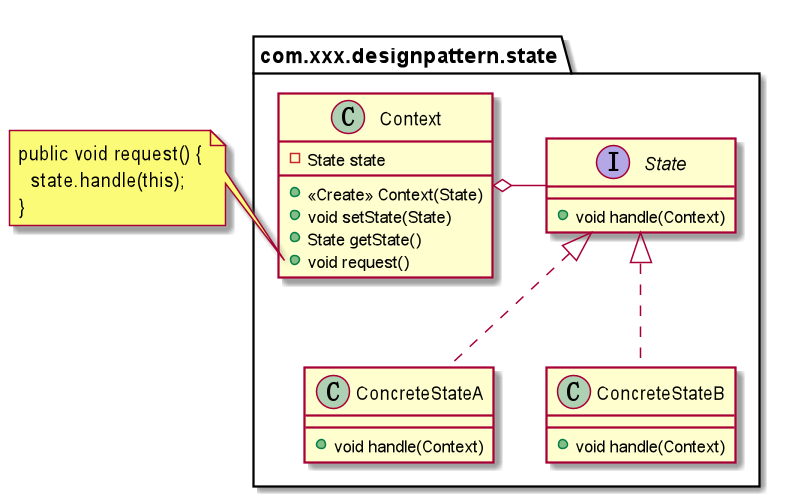 com.xxx.designpattern.state
public void request() {
state.handle(this);
}
C Context
State state
«Create» Context(State)
void setState(State)
State getState()
void request()
I State
void handle(Context)
C ConcreteStateA
void handle(Context)
C ConcreteStateB
void handle(Context)